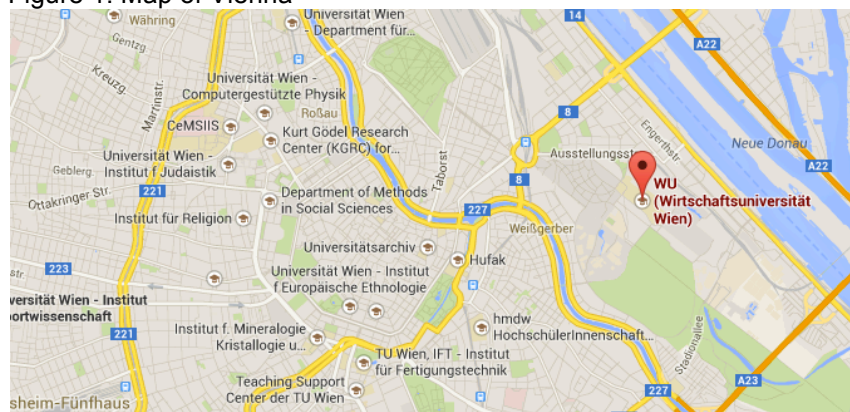 Figure 1: Map of Vienna
Währing
Gentzg
Kreuzg.
Martinstr.
Universität Wien
- Department für...
14
A22
Universität Wien -
Computergestützte Physik
Roßau
CeMSIIS
Kurt Gödel Research
Center (KGRC) for...
8
Engerthstr
Neue Donau
Universität Wien -
Institut f Judaistik
Ausstellungsstr
A22
Geblerg.
Ottakringer Str.
221
Department of Methods
in Social Sciences
Taborst
8
WU
(Wirtschaftsuniversität
Wien)
Institut für Religion
227
Weißgerber
Universitätsarchiv
Hufak
str.
223
Universität Wien - Institut
f Europäische Ethnologie
versität Wien - Institut
portwissenschaft
221
Institut f. Mineralogie
Kristallogie u...
hmdw
HochschülerInnenschaft...
Stadionallee
TU Wien, IFT - Institut
für Fertigungstechnik
Teaching Support
Center der TU Wien
227
A23
sheim-Fünfhaus